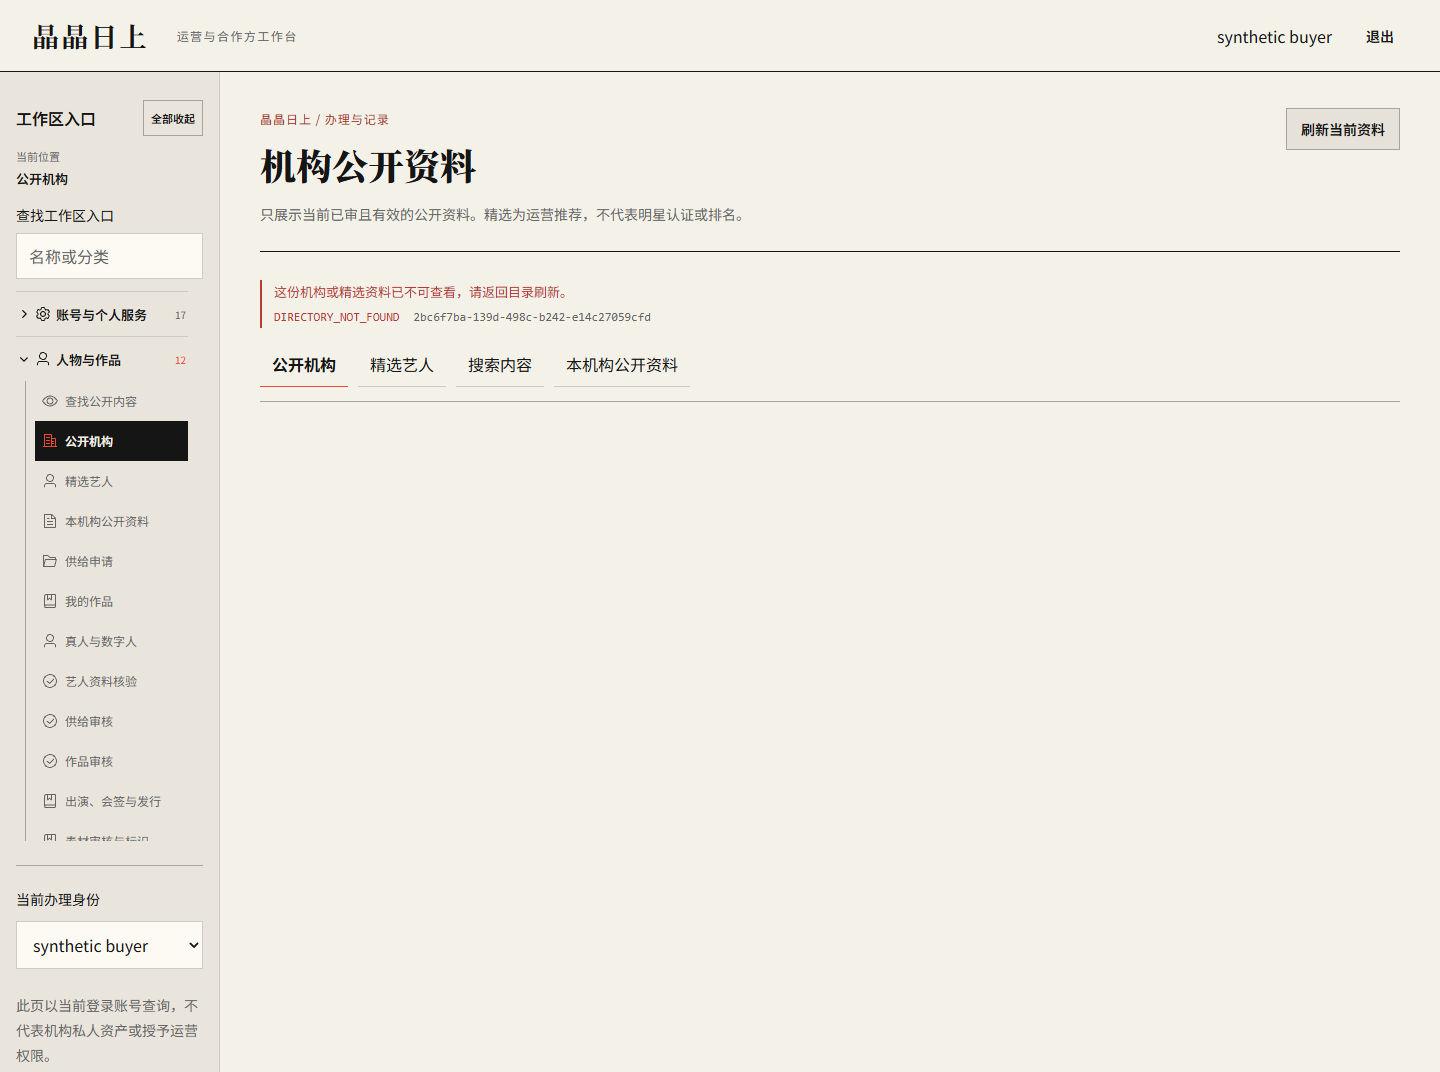 晶晶日上
运营与合作方工作台
synthetic buyer
退出
工作区入口
全部收起
当前位置
公开机构
查找工作区入口
名称或分类
账号与个人服务 17
人物与作品 12
查找公开内容
公开机构
精选艺人
本机构公开资料
供给申请
我的作品
真人与数字人
艺人资料核验
供给审核
作品审核
出演、会签与发行
素材审核与标识
当前办理身份
synthetic buyer
此页以当前登录账号查询，不
代表机构私人资产或授予运营
权限。
晶晶日上 / 办理与记录
机构公开资料
只展示当前已审且有效的公开资料。精选为运营推荐，不代表明星认证或排名。
刷新当前资料
这份机构或精选资料已不可查看，请返回目录刷新。
DIRECTORY_NOT_FOUND 2bc6f7ba-139d-498c-b242-e14c27059cfd
公开机构 精选艺人 搜索内容 本机构公开资料